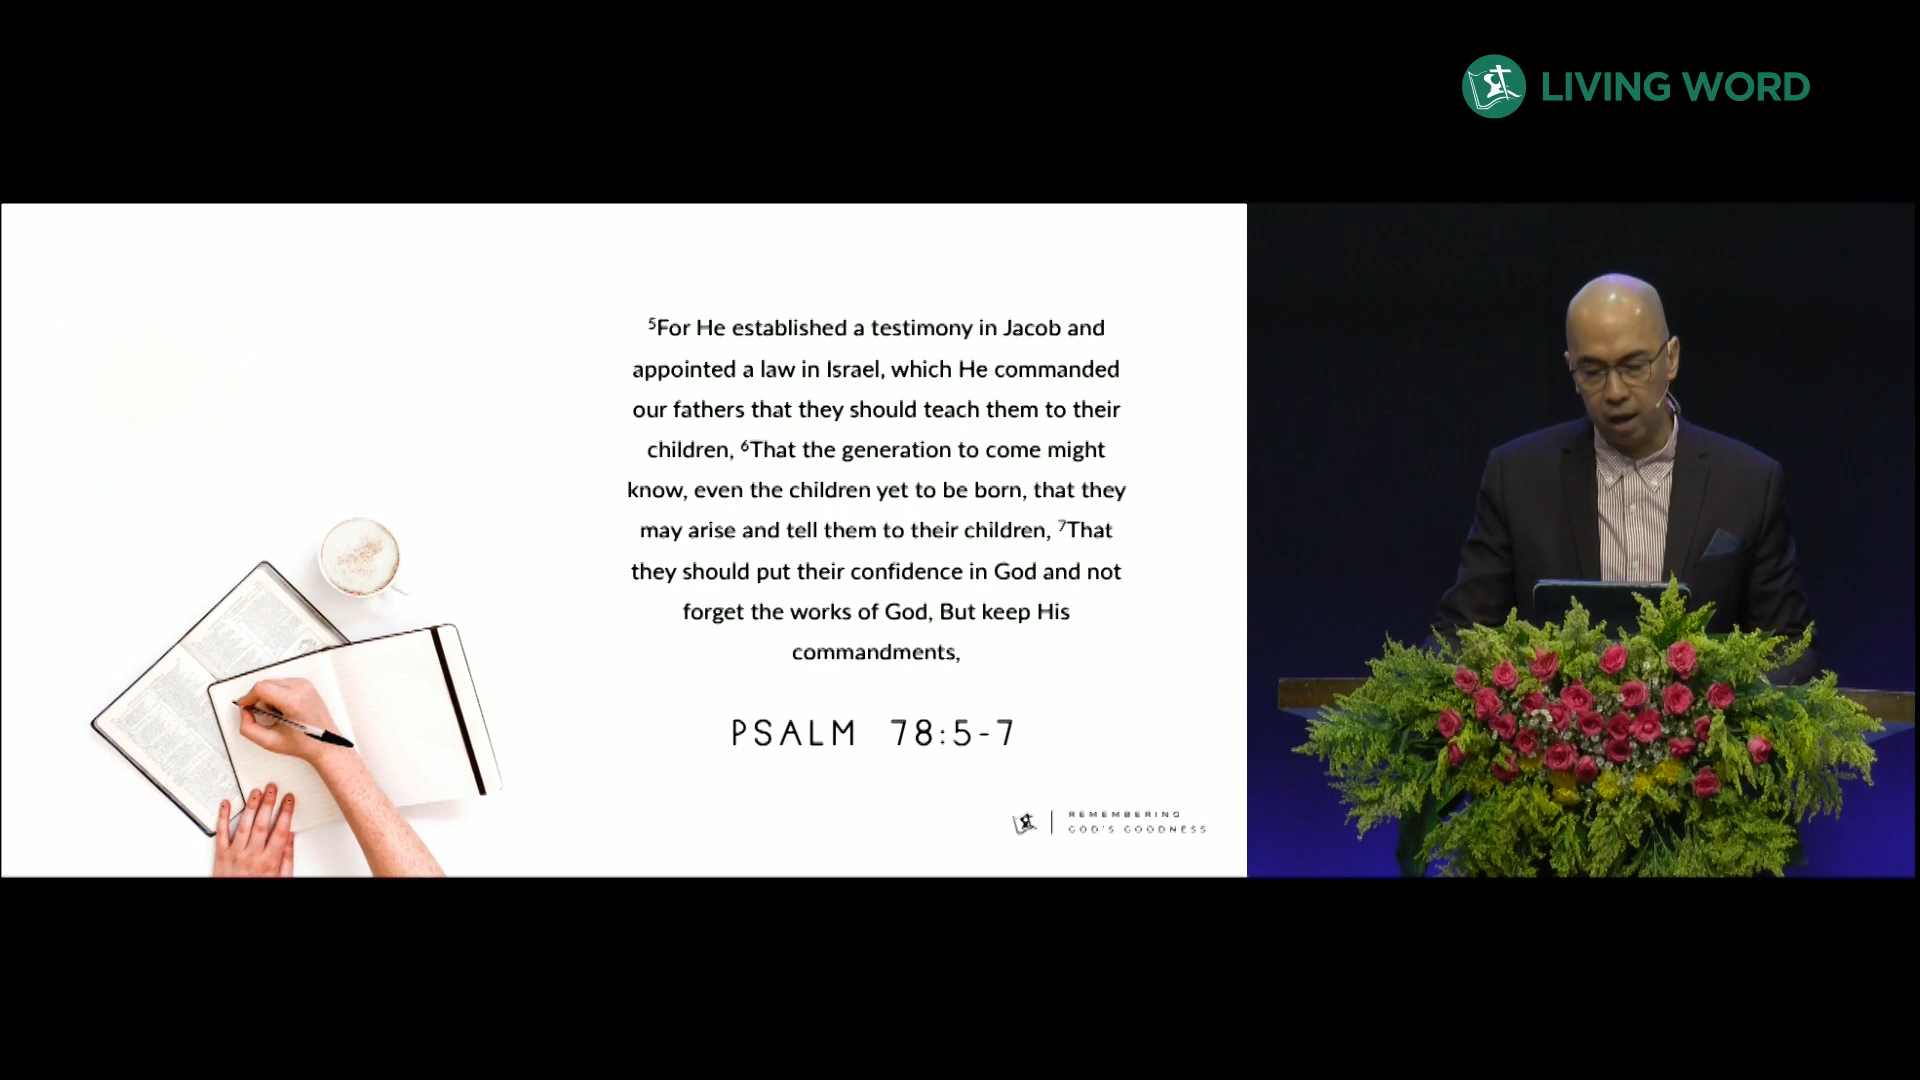 LIVING WORD
⁵For He established a testimony in Jacob and
appointed a law in Israel, which He commanded
our fathers that they should teach them to their
children, ⁶That the generation to come might
know, even the children yet to be born, that they
may arise and tell them to their children, ⁷That
they should put their confidence in God and not
forget the works of God, But keep His
commandments,
PSALM 78:5-7
REMEMBERING
GOD'S GOODNESS